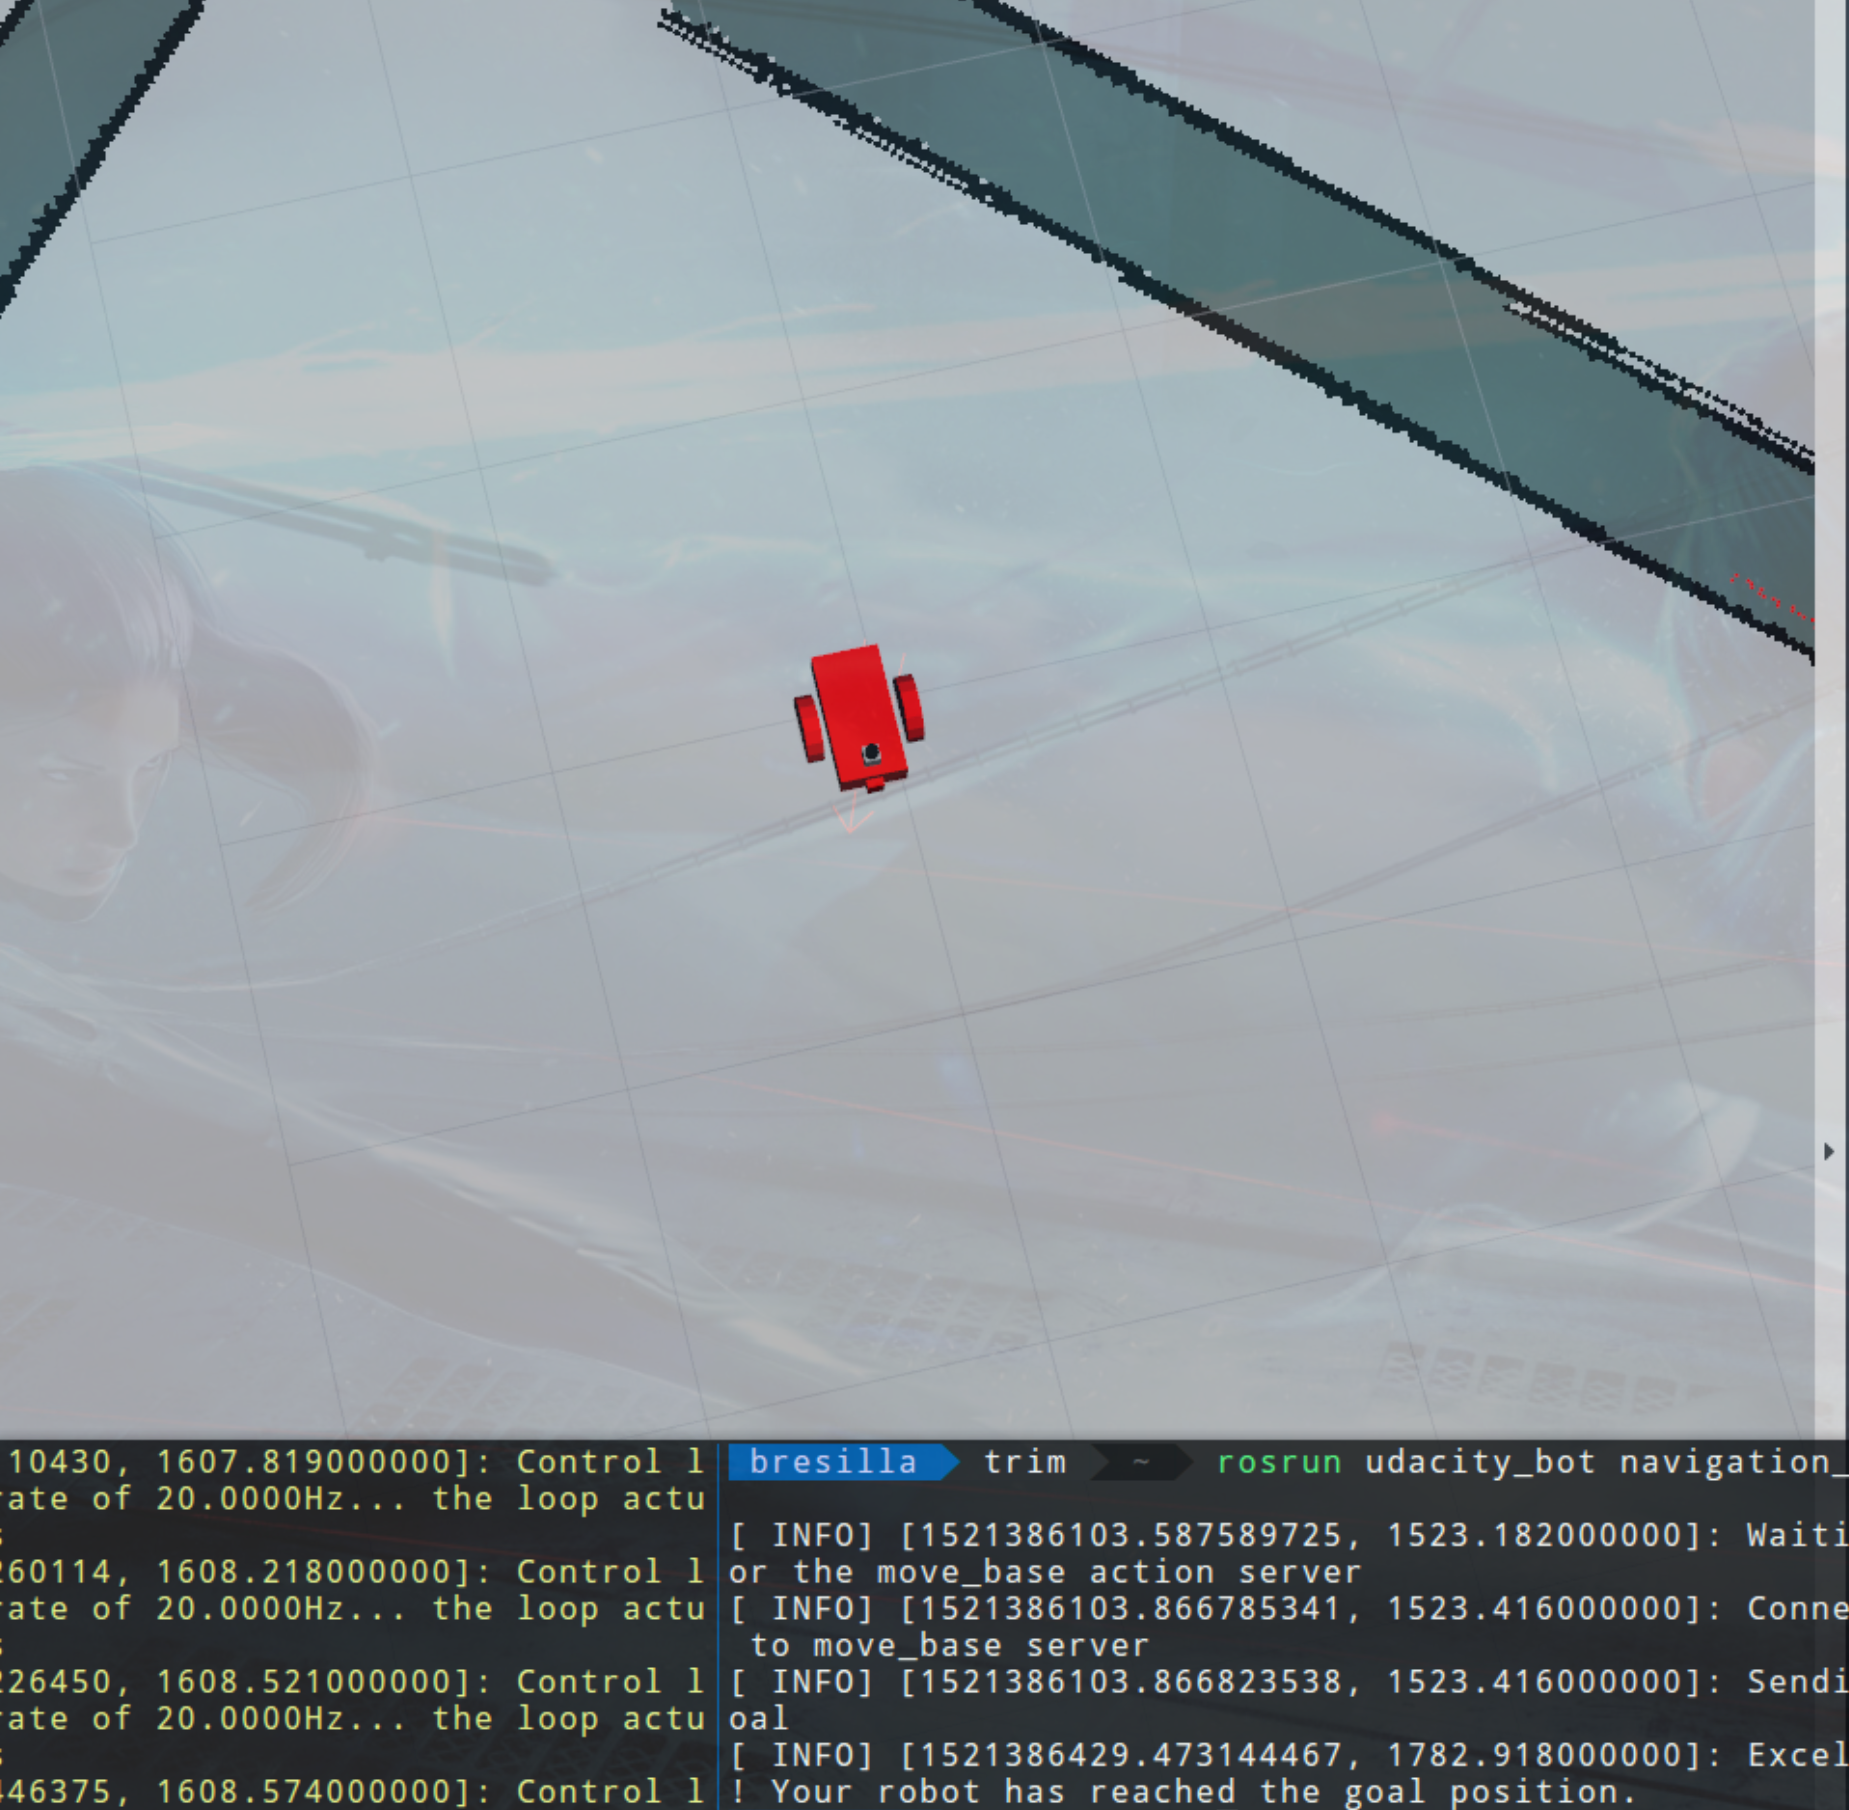 10430, 1607.819000000]: Control l
rate of 20.0000Hz... the loop actu
s
260114, 1608.218000000]: Control l
rate of 20.0000Hz... the loop actu
s
226450, 1608.521000000]: Control l
rate of 20.0000Hz... the loop actu
s
446375, 1608.574000000]: Control l
bresilla trim ~ rosrun udacity_bot navigation_
[ INFO] [1521386103.587589725, 1523.182000000]: Waiti
or the move_base action server
[ INFO] [1521386103.866785341, 1523.416000000]: Conne
to move_base server
[ INFO] [1521386103.866823538, 1523.416000000]: Sendi
oal
[ INFO] [1521386429.473144467, 1782.918000000]: Excel
! Your robot has reached the goal position.